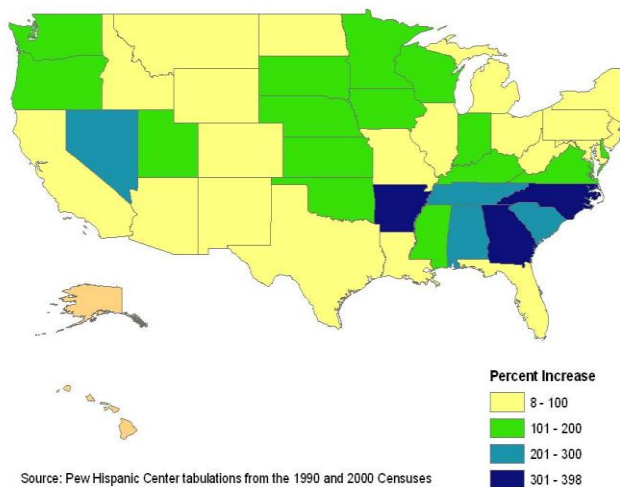 Percent Increase
8 - 100
101 - 200
201 - 300
301 - 398
Source: Pew Hispanic Center tabulations from the 1990 and 2000 Censuses